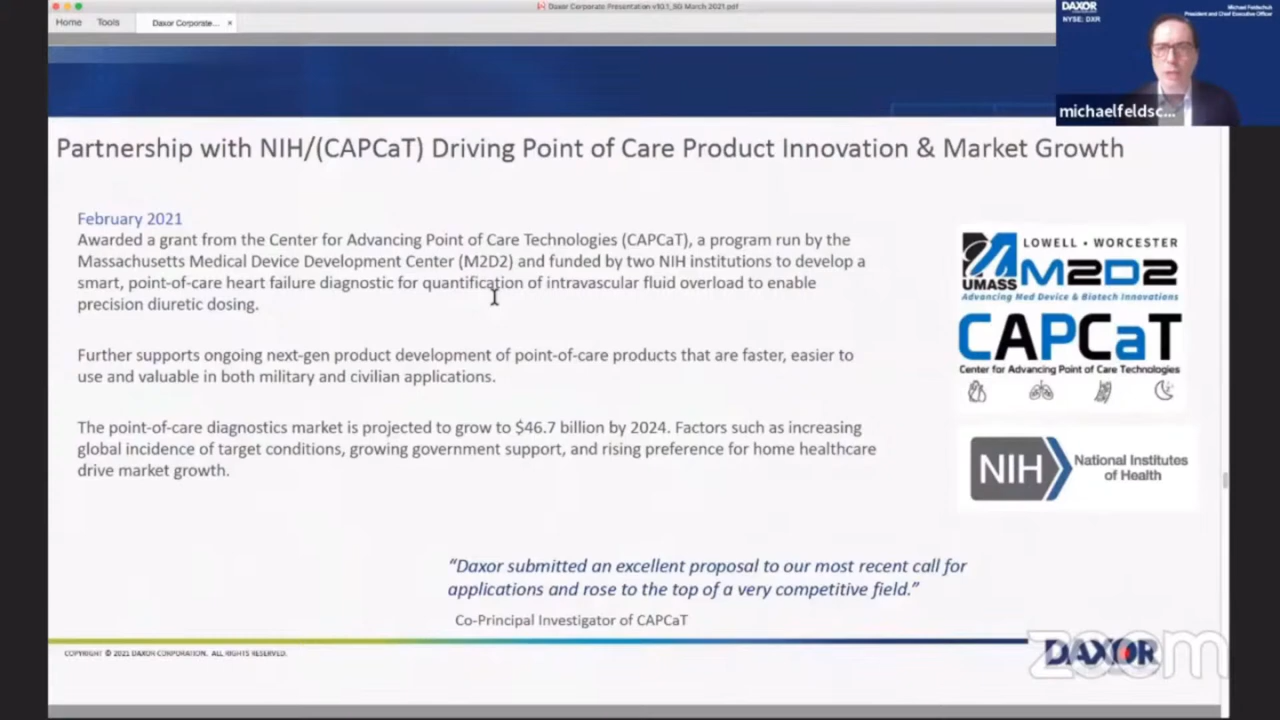 Daxor Corporate Presentation v10.1_SG March 2021.pdf
Home Tools Daxor Corporate... ×
DAXOR
NYSE: DXR
Michael Feldschuh
President and Chief Executive Officer
michaelfeldsc...
Partnership with NIH/(CAPCaT) Driving Point of Care Product Innovation & Market Growth
February 2021
Awarded a grant from the Center for Advancing Point of Care Technologies (CAPCaT), a program run by the
Massachusetts Medical Device Development Center (M2D2) and funded by two NIH institutions to develop a
smart, point-of-care heart failure diagnostic for quantification of intravascular fluid overload to enable
precision diuretic dosing.
Further supports ongoing next-gen product development of point-of-care products that are faster, easier to
use and valuable in both military and civilian applications.
The point-of-care diagnostics market is projected to grow to $46.7 billion by 2024. Factors such as increasing
global incidence of target conditions, growing government support, and rising preference for home healthcare
drive market growth.
LOWELL • WORCESTER
UMASS M2D2
Advancing Med Device & Biotech Innovations
CAPCaT
Center for Advancing Point of Care Technologies
NIH National Institutes
of Health
“Daxor submitted an excellent proposal to our most recent call for
applications and rose to the top of a very competitive field.”
Co-Principal Investigator of CAPCaT
COPYRIGHT © 2021 DAXOR CORPORATION. ALL RIGHTS RESERVED.
DAXOR
zoom